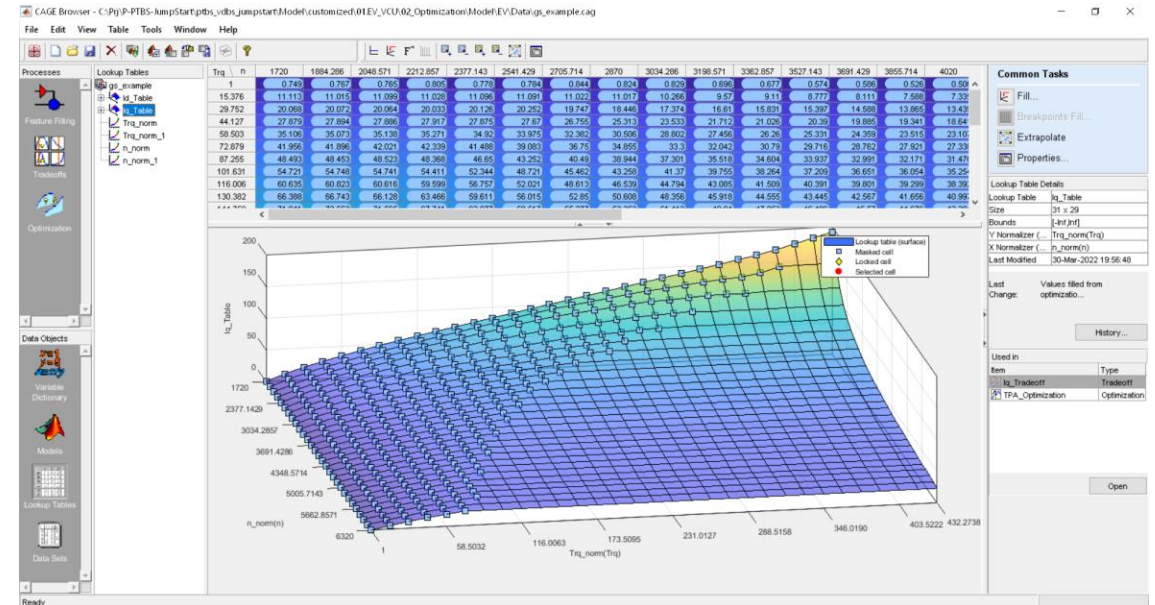 CAGE Browser - C:\Prj\P-PTBS-JumpStart\ptbs_vdbs_jumpstart\Model\customized\01.EV_VCU\02_Optimization\Model\EV\Data\gs_example.cag
File Edit View Table Tools Window Help
Processes
Feature Filling
Tradeoffs
Optimization
Data Objects
Variable
Dictionary
Models
Lookup Tables
Data Sets
Lookup Tables
gs_example
Id_Table
Iq_Table
Trq_norm
Trq_norm_1
n_norm
n_norm_1
Trq \ n 1720 1884.286 2048.571 2212.857 2377.143 2541.429 2705.714 2870 3034.286 3198.571 3362.857 3527.143 3691.429 3855.714 4020
1 0.749 0.767 0.765 0.805 0.778 0.784 0.844 0.824 0.829 0.696 0.677 0.574 0.586 0.526
15.376 11.113 11.015 11.099 11.028 11.096 11.091 11.022 11.017 10.266 9.57 9.11 8.777 8.111 7.588
29.752 20.068 20.072 20.064 20.033 20.126 20.252 19.747 18.446 17.374 16.61 15.831 15.397 14.588 13.865
44.127 27.879 27.894 27.886 27.917 27.875 27.67 26.755 25.313 23.533 21.712 21.026 20.39 19.885 19.341
58.503 35.106 35.073 35.138 35.271 34.92 33.975 32.382 30.506 28.802 27.456 26.26 25.331 24.359 23.515
72.879 41.956 41.896 42.021 42.339 41.488 39.083 36.75 34.855 33.3 32.042 30.79 29.716 28.762 27.921
87.255 48.493 48.453 48.523 48.368 46.65 43.252 40.49 38.944 37.301 35.518 34.604 33.937 32.991 32.171
101.631 54.721 54.748 54.741 54.411 52.344 48.721 45.462 43.258 41.37 39.755 38.264 37.209 36.651 36.054
116.006 60.635 60.823 60.616 59.599 56.757 52.021 48.613 46.539 44.794 43.085 41.509 40.391 39.801 39.299
130.382 66.388 66.743 66.128 63.466 59.611 56.015 52.85 50.608 48.356 45.918 44.555 43.445 42.567 41.656
Lookup table (surface)
Masked cell
Locked cell
Selected cell
200
150
100
50
0
Iq_Table
1720
2377.1429
3034.2857
3691.4286
4348.5714
5005.7143
5662.8571
6320
n_norm(n)
1
58.5032
116.0063
173.5095
231.0127
288.5158
346.0190
403.5222
432.2738
Trq_norm(Trq)
Common Tasks
Fill...
Breakpoints Fill...
Extrapolate
Properties...
Lookup Table Details
Lookup Table Iq_Table
Size 31 x 29
Bounds [-Inf,Inf]
Y Normalizer (... Trq_norm(Trq)
X Normalizer (... n_norm(n)
Last Modified 30-Mar-2022 19:56:48
Last Values filled from
Change: optimizatio...
History...
Used in
Item Type
Iq_Tradeoff Tradeoff
TPA_Optimization Optimization
Open
Ready